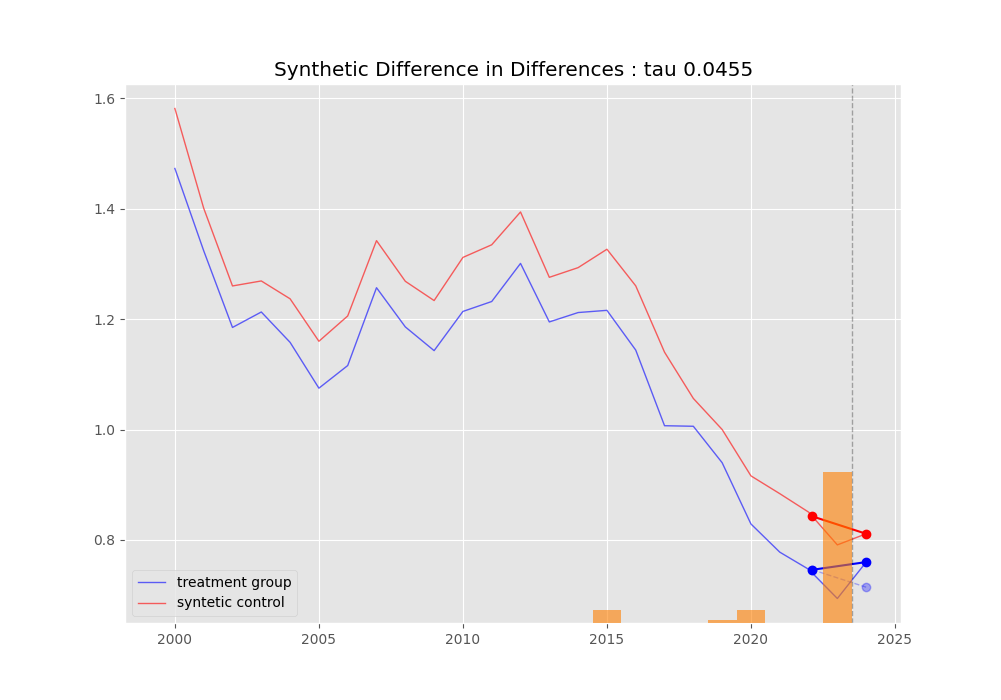 Synthetic Difference in Differences : tau 0.0455
1.6
1.4
1.2
1.0
0.8
treatment group
syntetic control
2000 2005 2010 2015 2020 2025